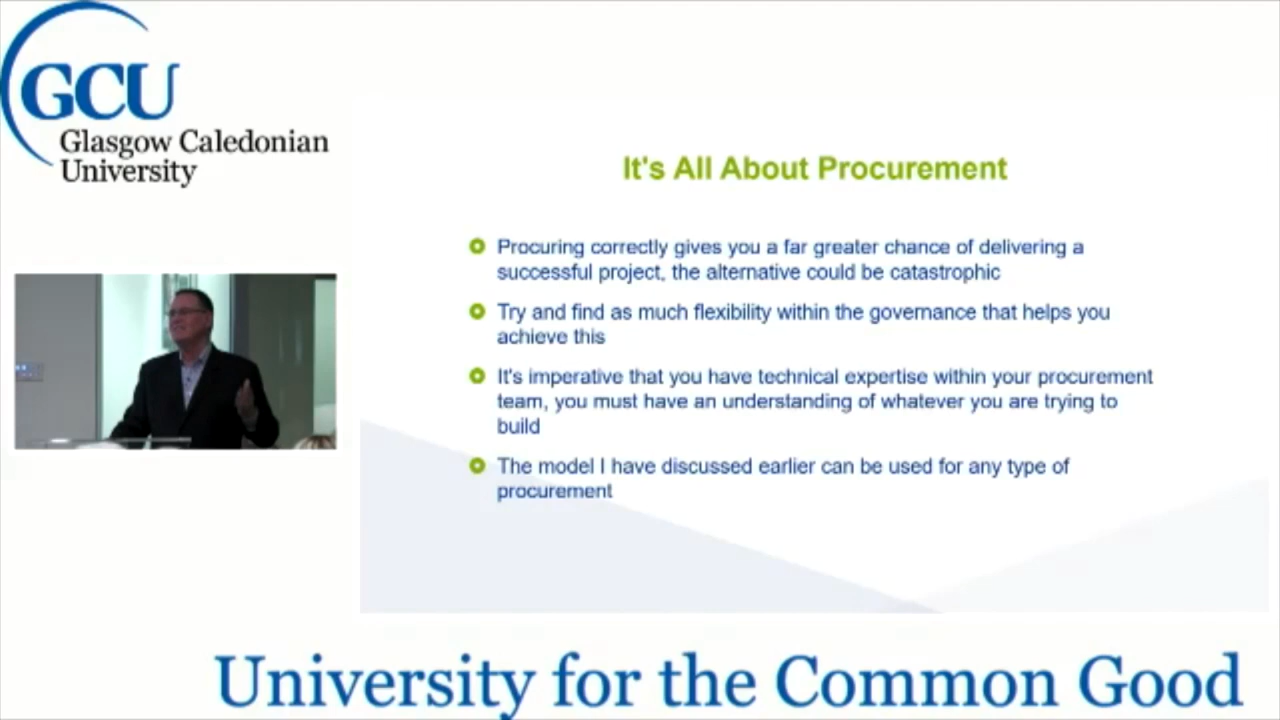 GCU
Glasgow Caledonian
University
It's All About Procurement
Procuring correctly gives you a far greater chance of delivering a
successful project, the alternative could be catastrophic
Try and find as much flexibility within the governance that helps you
achieve this
It's imperative that you have technical expertise within your procurement
team, you must have an understanding of whatever you are trying to
build
The model I have discussed earlier can be used for any type of
procurement
University for the Common Good